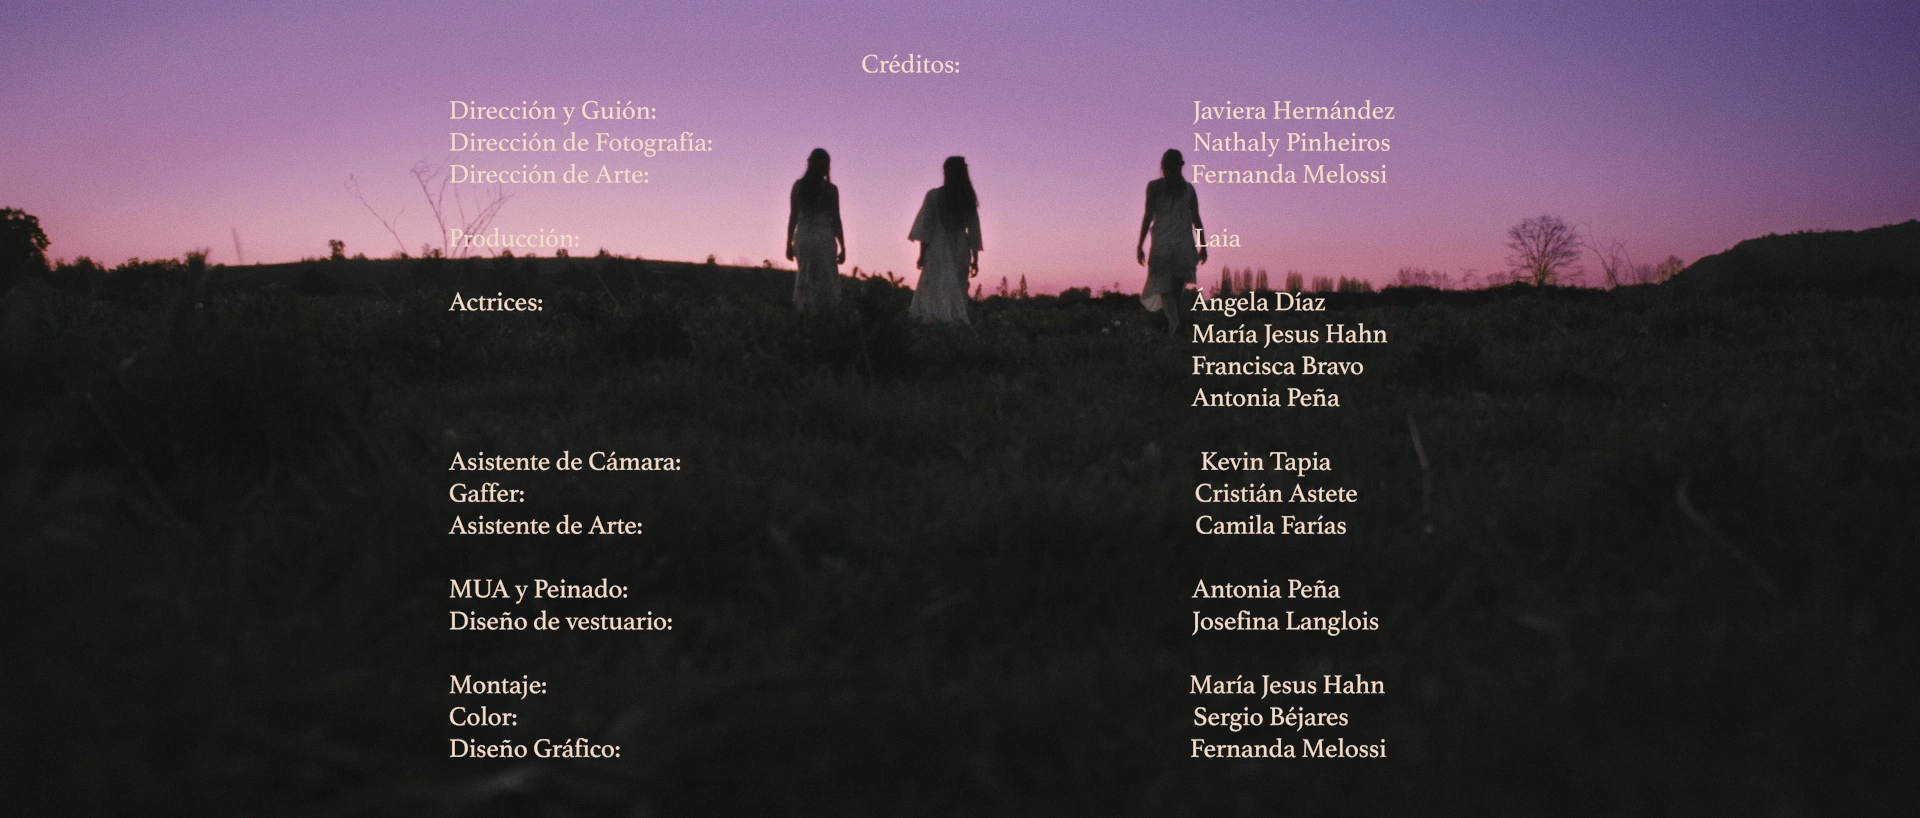 Créditos:
Dirección y Guión: Javiera Hernández
Dirección de Fotografía: Nathaly Pinheiros
Dirección de Arte: Fernanda Melossi
Producción: Laia
Actrices: Ángela Díaz
María Jesus Hahn
Francisca Bravo
Antonia Peña
Asistente de Cámara: Kevin Tapia
Gaffer: Cristián Astete
Asistente de Arte: Camila Farías
MUA y Peinado: Antonia Peña
Diseño de vestuario: Josefina Langlois
Montaje: María Jesus Hahn
Color: Sergio Béjares
Diseño Gráfico: Fernanda Melossi